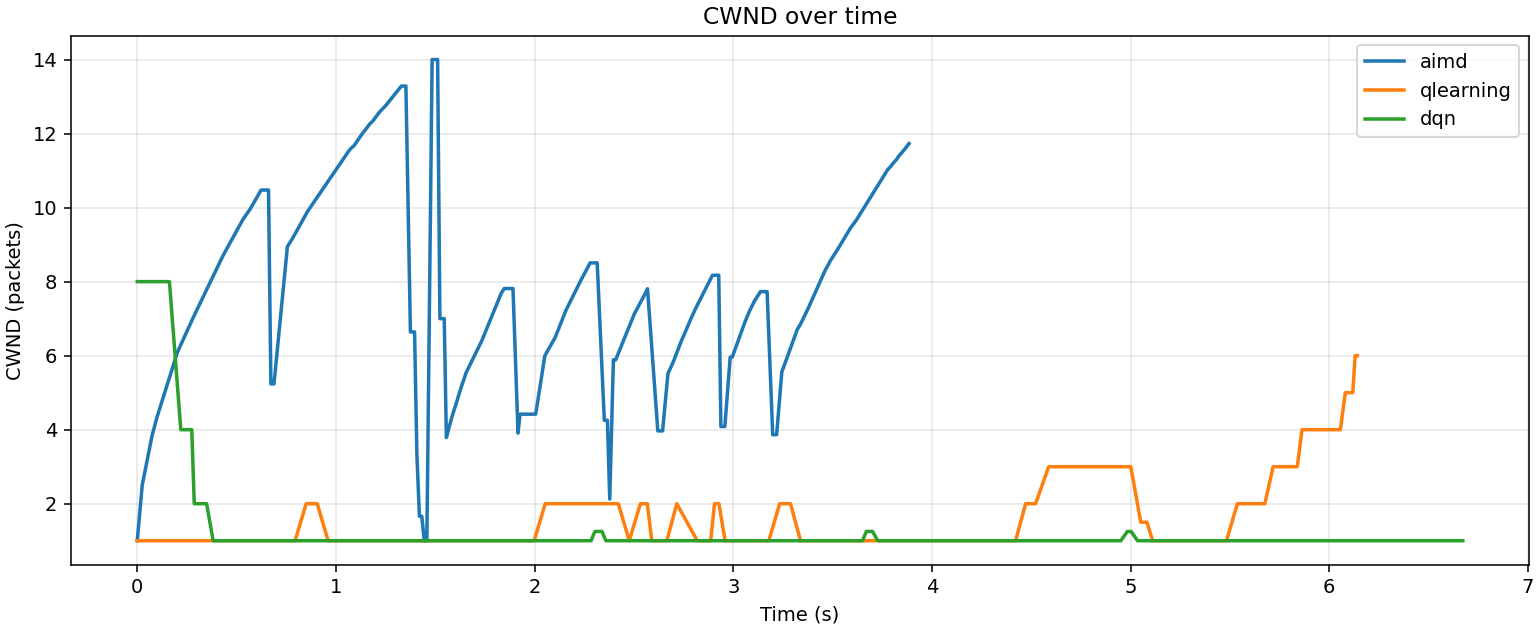 CWND over time
CWND (packets)
14
12
10
8
6
4
2
aimd
qlearning
dqn
0 1 2 3 4 5 6 7
Time (s)